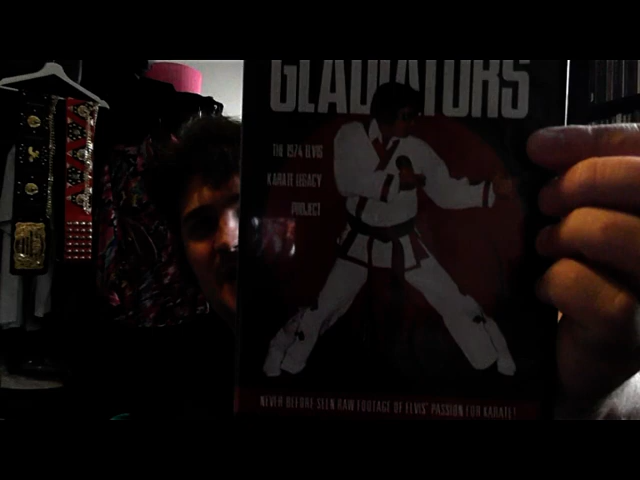 GLADIATORS
THE 1974 ELVIS
KARATE LEGACY
PROJECT
NEVER BEFORE SEEN RAW FOOTAGE OF ELVIS' PASSION FOR KARATE!